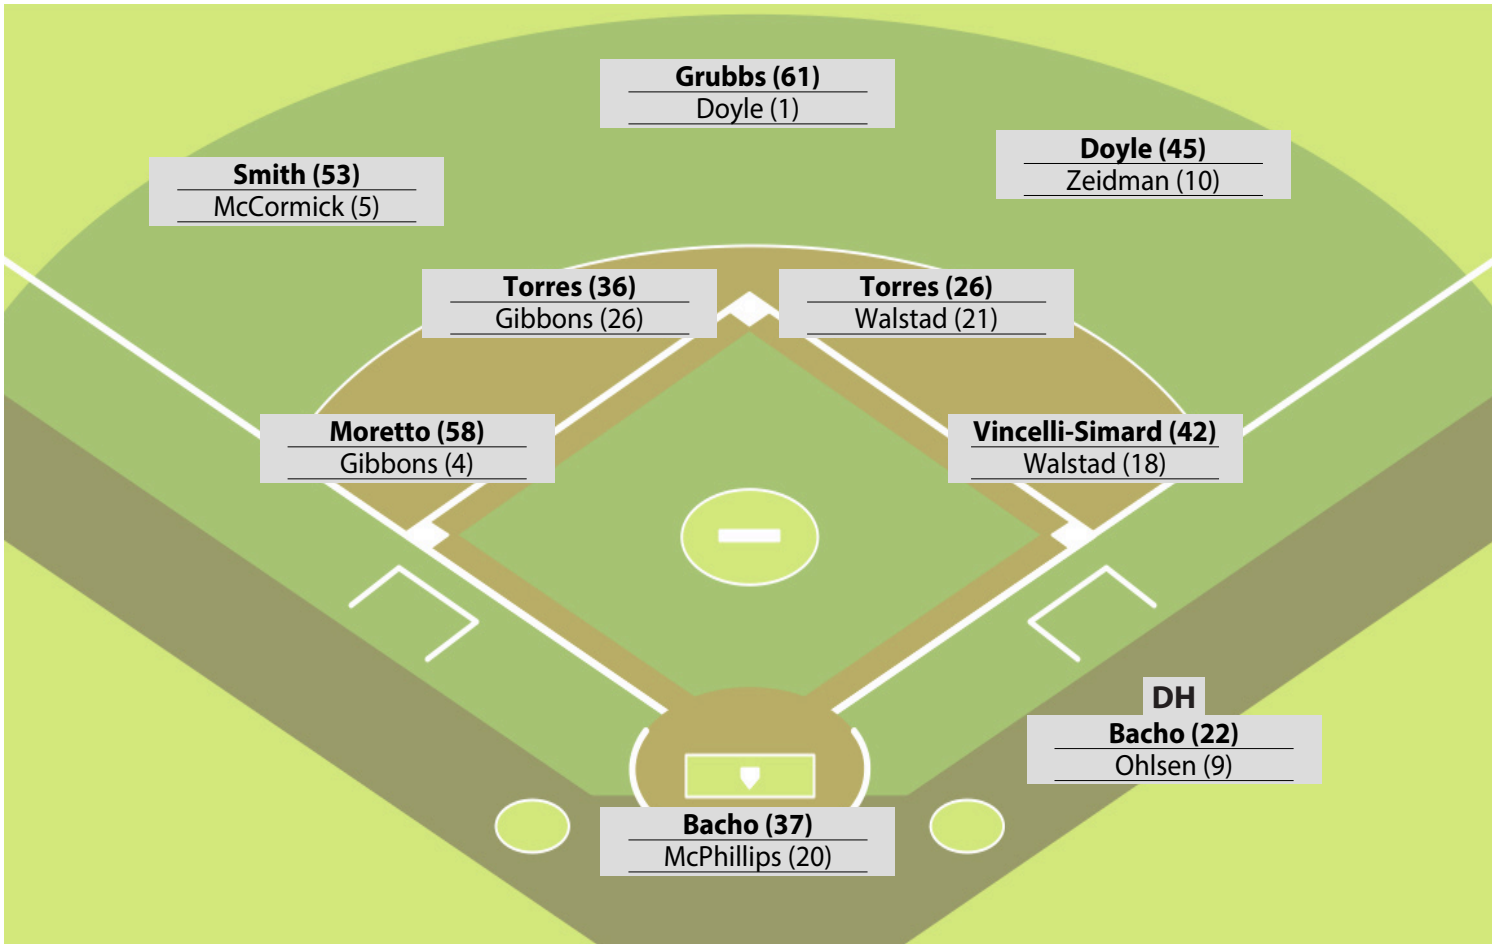 Grubbs (61)
Doyle (1)
Doyle (45)
Zeidman (10)
Smith (53)
McCormick (5)
Torres (36)
Gibbons (26)
Torres (26)
Walstad (21)
Moretto (58)
Gibbons (4)
Vincelli-Simard (42)
Walstad (18)
DH
Bacho (22)
Ohlsen (9)
Bacho (37)
McPhillips (20)